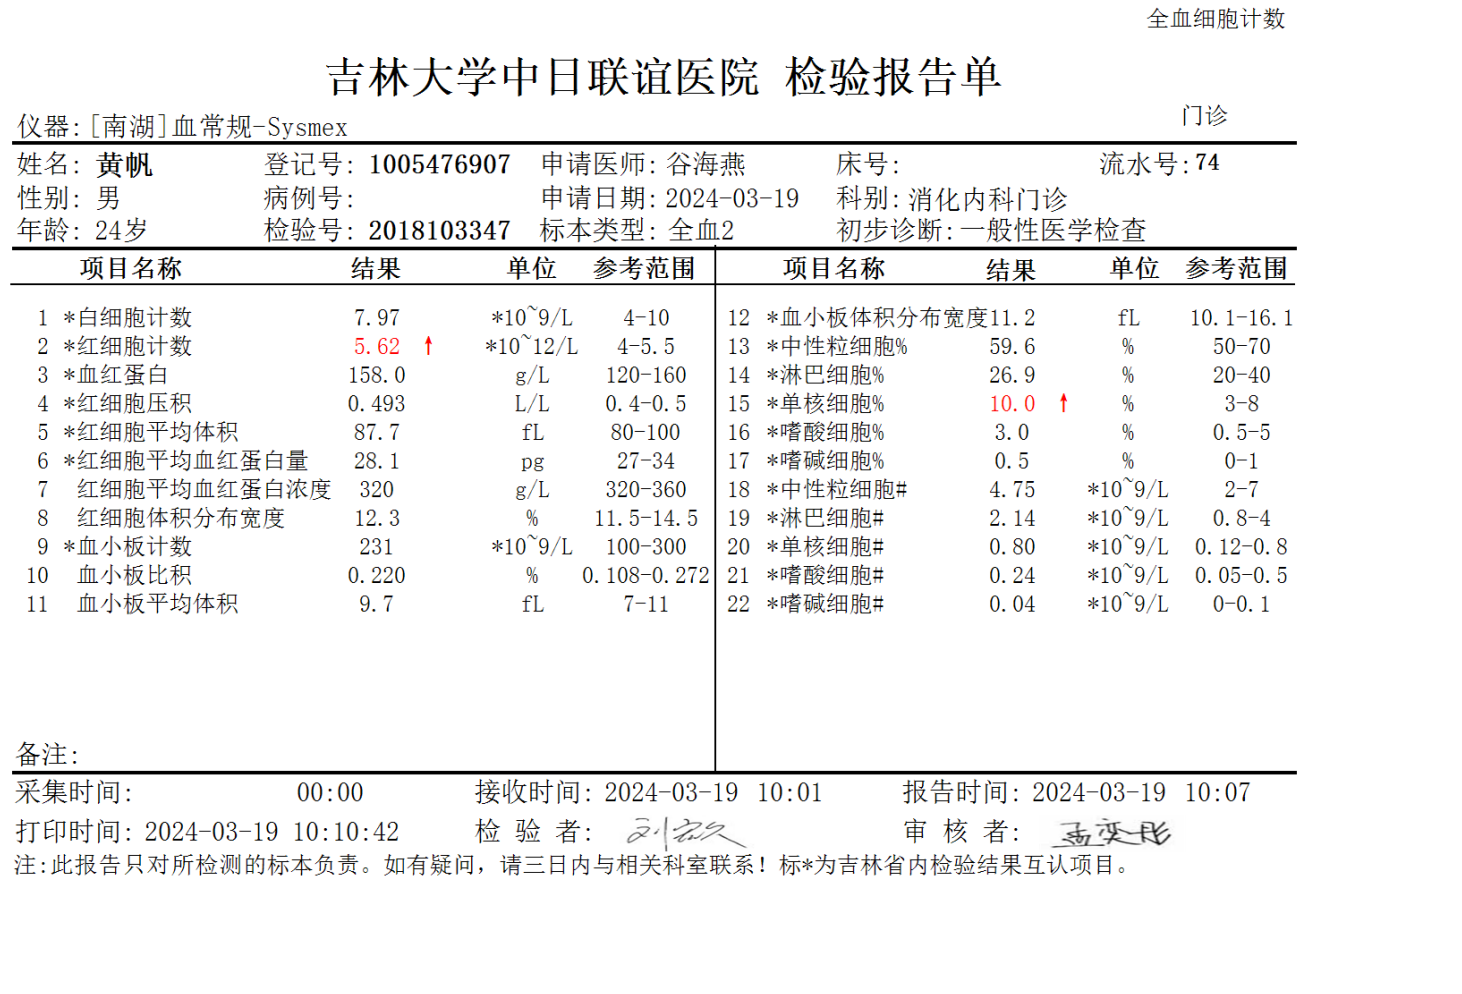 全血细胞计数
吉林大学中日联谊医院 检验报告单
仪器:[南湖]血常规-Sysmex 门诊
姓名: 黄帆 登记号: 1005476907 申请医师: 谷海燕 床号: 流水号:74
性别: 男 病例号: 申请日期: 2024-03-19 科别: 消化内科门诊
年龄: 24岁 检验号: 2018103347 标本类型: 全血2 初步诊断:一般性医学检查
项目名称 结果 单位 参考范围 项目名称 结果 单位 参考范围
1 *白细胞计数 7.97 *10~9/L 4-10 12 *血小板体积分布宽度11.2 fL 10.1-16.1
2 *红细胞计数 5.62 ↑ *10~12/L 4-5.5 13 *中性粒细胞% 59.6 % 50-70
3 *血红蛋白 158.0 g/L 120-160 14 *淋巴细胞% 26.9 % 20-40
4 *红细胞压积 0.493 L/L 0.4-0.5 15 *单核细胞% 10.0 ↑ % 3-8
5 *红细胞平均体积 87.7 fL 80-100 16 *嗜酸细胞% 3.0 % 0.5-5
6 *红细胞平均血红蛋白量 28.1 pg 27-34 17 *嗜碱细胞% 0.5 % 0-1
7 红细胞平均血红蛋白浓度 320 g/L 320-360 18 *中性粒细胞# 4.75 *10~9/L 2-7
8 红细胞体积分布宽度 12.3 % 11.5-14.5 19 *淋巴细胞# 2.14 *10~9/L 0.8-4
9 *血小板计数 231 *10~9/L 100-300 20 *单核细胞# 0.80 *10~9/L 0.12-0.8
10 血小板比积 0.220 % 0.108-0.272 21 *嗜酸细胞# 0.24 *10~9/L 0.05-0.5
11 血小板平均体积 9.7 fL 7-11 22 *嗜碱细胞# 0.04 *10~9/L 0-0.1
备注:
采集时间: 00:00 接收时间: 2024-03-19 10:01 报告时间: 2024-03-19 10:07
打印时间: 2024-03-19 10:10:42 检 验 者: 审 核 者: 孟奕彤
注:此报告只对所检测的标本负责。如有疑问，请三日内与相关科室联系！标*为吉林省内检验结果互认项目。